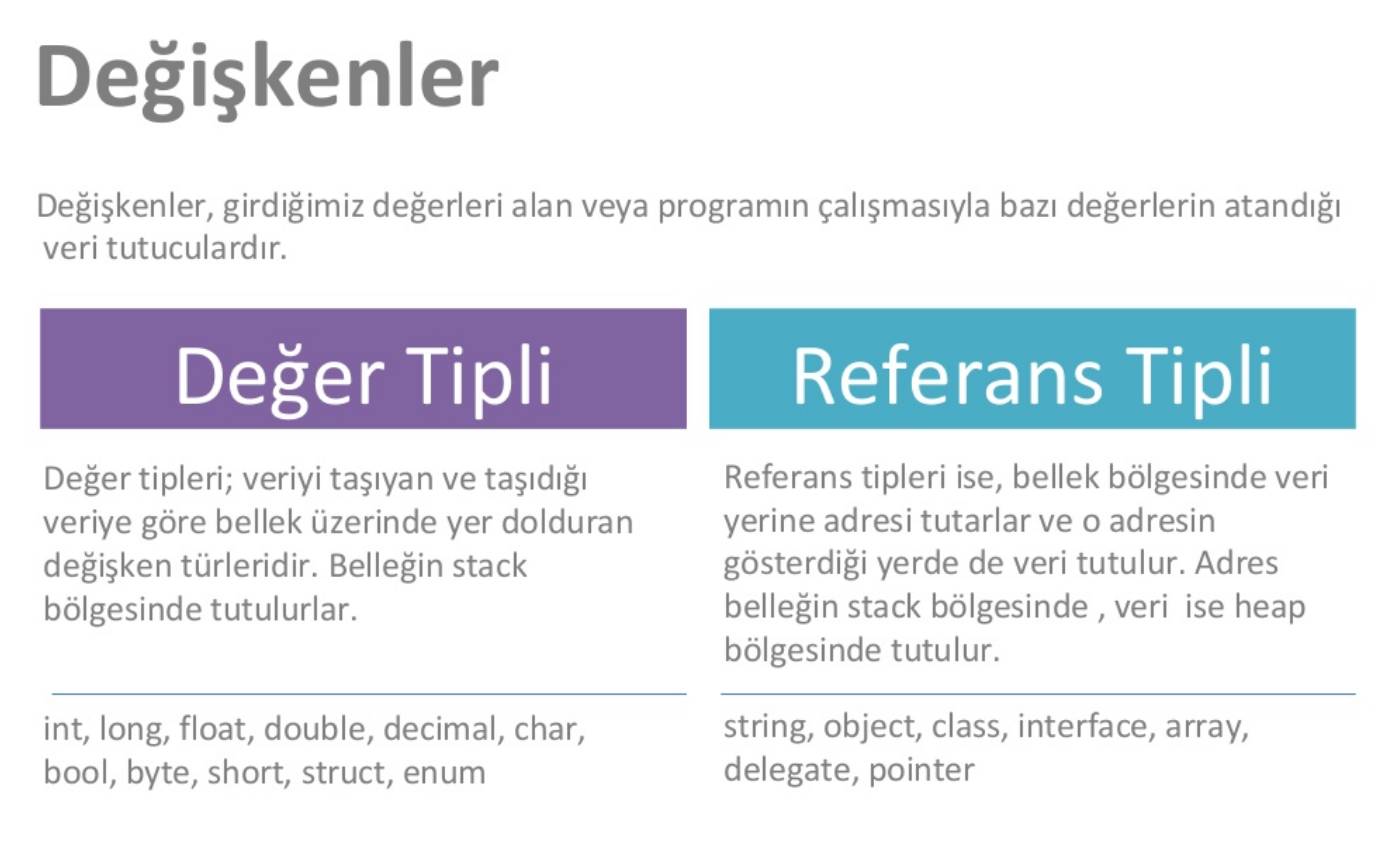 Değişkenler
Değişkenler, girdiğimiz değerleri alan veya programın çalışmasıyla bazı değerlerin atandığı
veri tutuculardır.
Değer Tipli
Değer tipleri; veriyi taşıyan ve taşıdığı
veriye göre bellek üzerinde yer dolduran
değişken türleridir. Belleğin stack
bölgesinde tutulurlar.
int, long, float, double, decimal, char,
bool, byte, short, struct, enum
Referans Tipli
Referans tipleri ise, bellek bölgesinde veri
yerine adresi tutarlar ve o adresin
gösterdiği yerde de veri tutulur. Adres
belleğin stack bölgesinde , veri ise heap
bölgesinde tutulur.
string, object, class, interface, array,
delegate, pointer